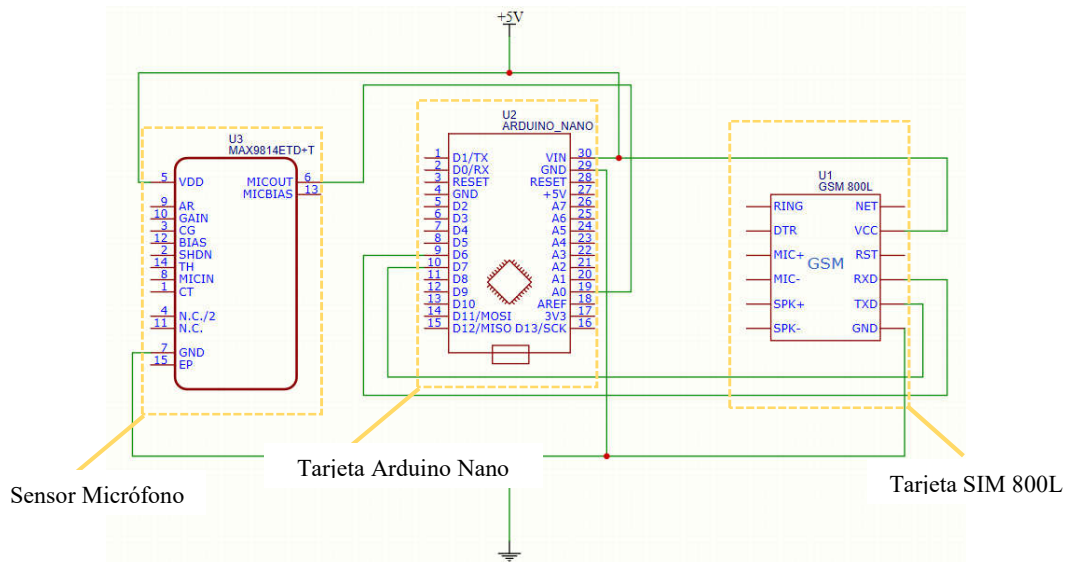 +5V
U3
MAX9814ETD+T
5 VDD
MICOUT 6
MICBIAS 13
9 AR
10 GAIN
3 CG
12 BIAS
2 SHDN
14 TH
8 MICIN
1 CT
4 N.C./2
11 N.C.
7 GND
15 EP
U2
ARDUINO_NANO
1 D1/TX VIN 30
2 D0/RX GND 29
3 RESET RESET 28
4 GND +5V 27
5 D2 A7 26
6 D3 A6 25
7 D4 A5 24
8 D5 A4 23
9 D6 A3 22
10 D7 A2 21
11 D8 A1 20
12 D9 A0 19
13 D10 AREF 18
14 D11/MOSI 3V3 17
15 D12/MISO D13/SCK 16
U1
GSM 800L
RING NET
DTR VCC
MIC+ RST
GSM
MIC- RXD
SPK+ TXD
SPK- GND
Sensor Micrófono
Tarjeta Arduino Nano
Tarjeta SIM 800L